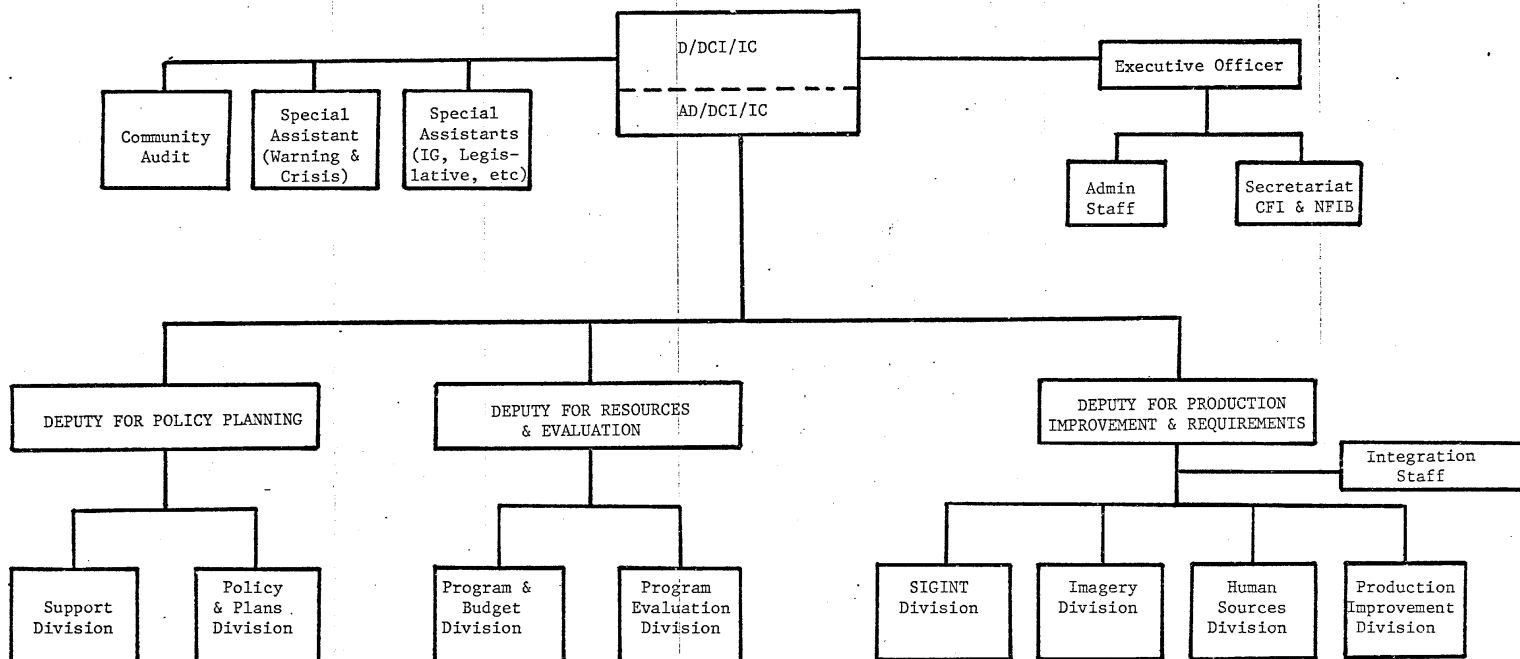 D/DCI/IC
AD/DCI/IC
Executive Officer
Community
Audit
Special
Assistant
(Warning &
Crisis)
Special
Assistarts
(IG, Legis-
lative, etc)
Admin
Staff
Secretariat
CFI & NFIB
DEPUTY FOR POLICY PLANNING
DEPUTY FOR RESOURCES
& EVALUATION
DEPUTY FOR PRODUCTION
IMPROVEMENT & REQUIREMENTS
Integration
Staff
Support
Division
Policy
& Plans
Division
Program &
Budget
Division
Program
Evaluation
Division
SIGINT
Division
Imagery
Division
Human
Sources
Division
Production
Improvement
Division